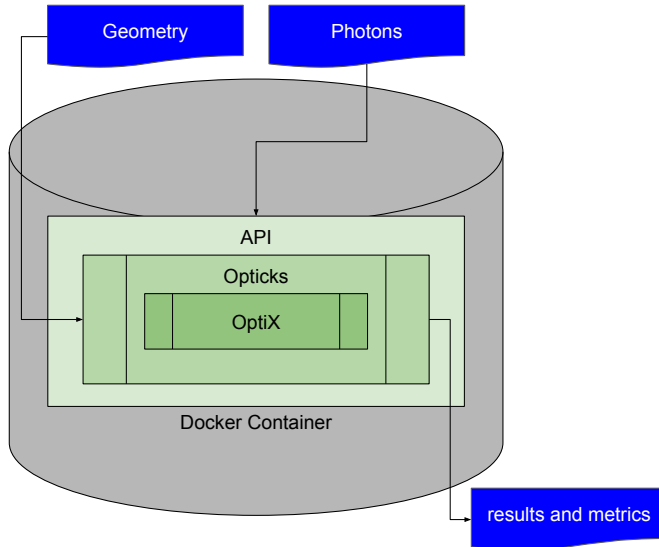 Geometry
Photons
API
Opticks
OptiX
Docker Container
results and metrics